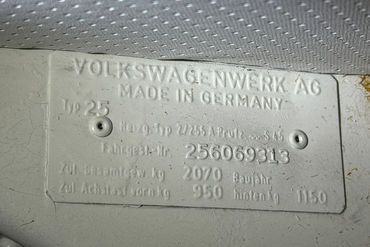 VOLKSWAGENWERK AG
MADE IN GERMANY
Typ 25
Fahrgest. Nr. 256069313
Zul. Gesamtgew kg 2070 Baujahr
Zul. Achslast vorn kg 950 hinten kg 1150